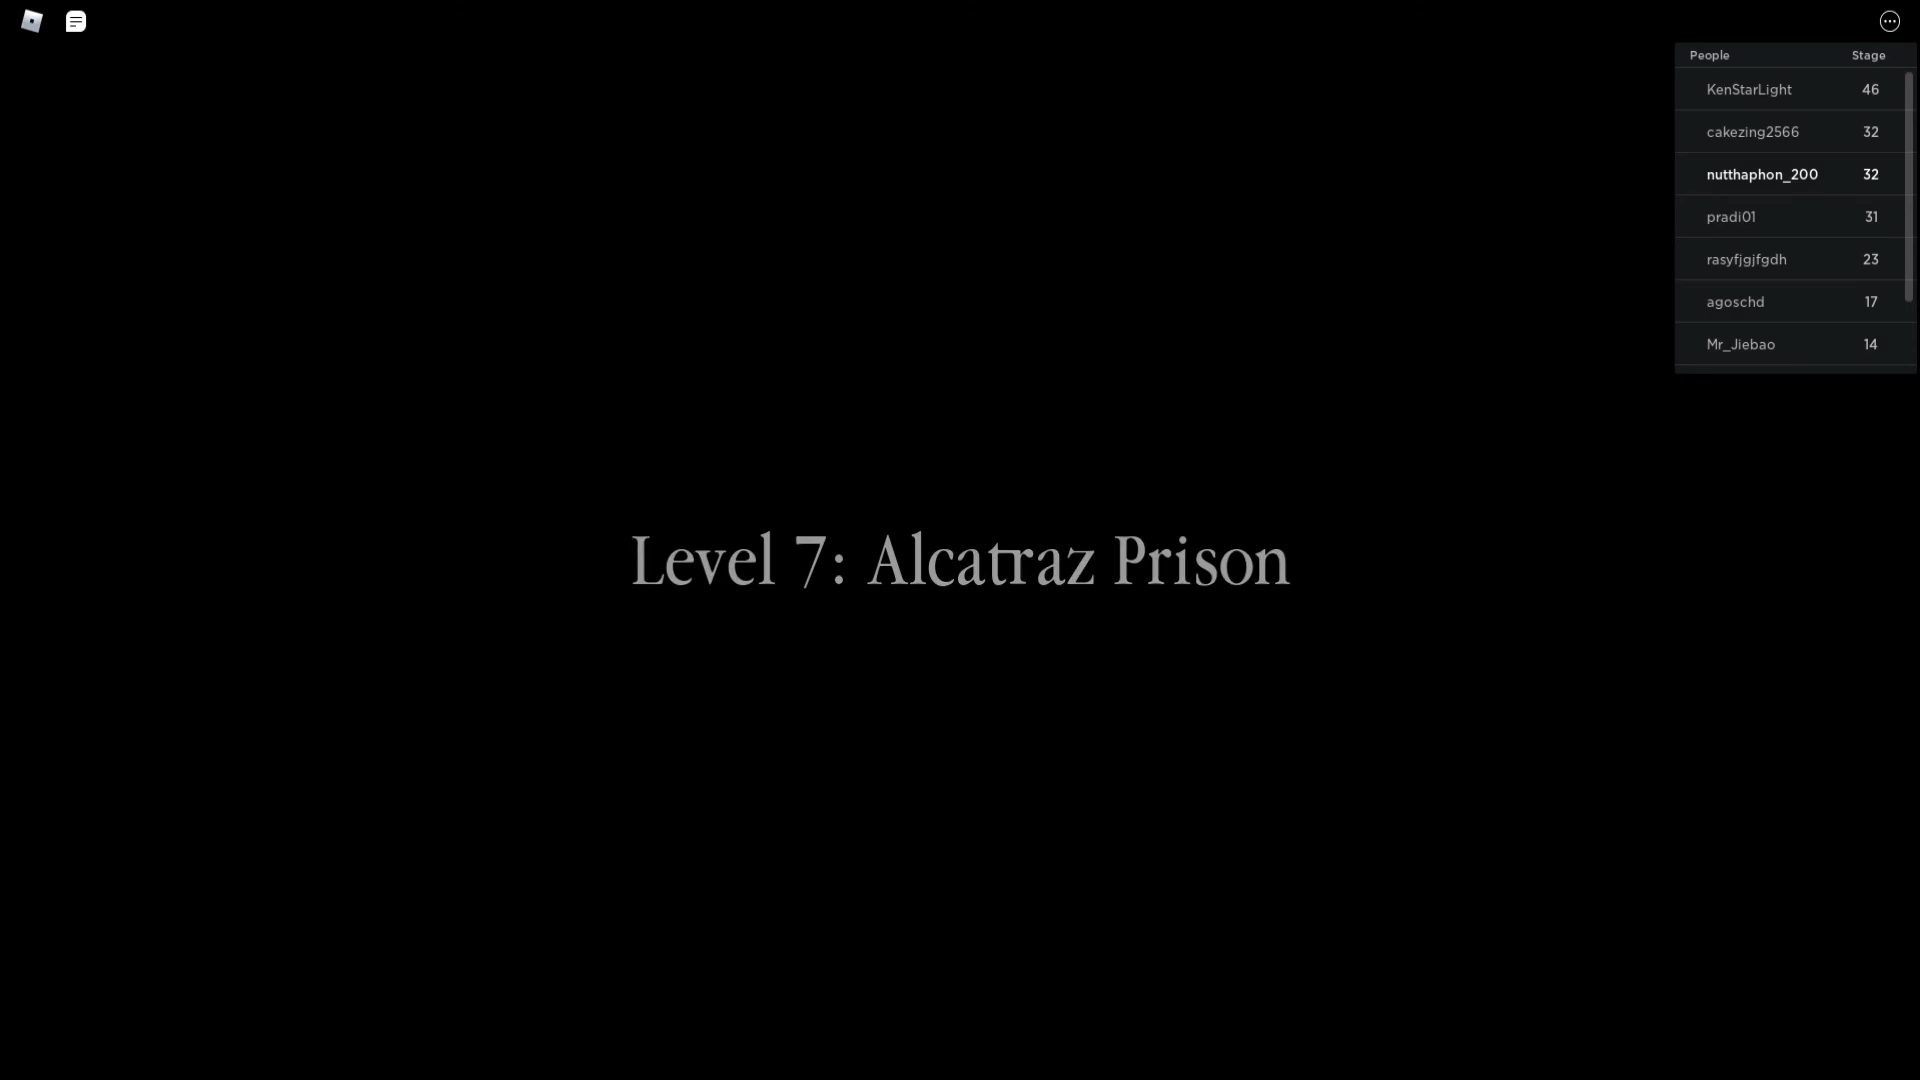 People Stage
KenStarLight 46
cakezing2566 32
nutthaphon_200 32
pradi01 31
rasyfjgjfgdh 23
agoschd 17
Mr_Jiebao 14
Level 7: Alcatraz Prison